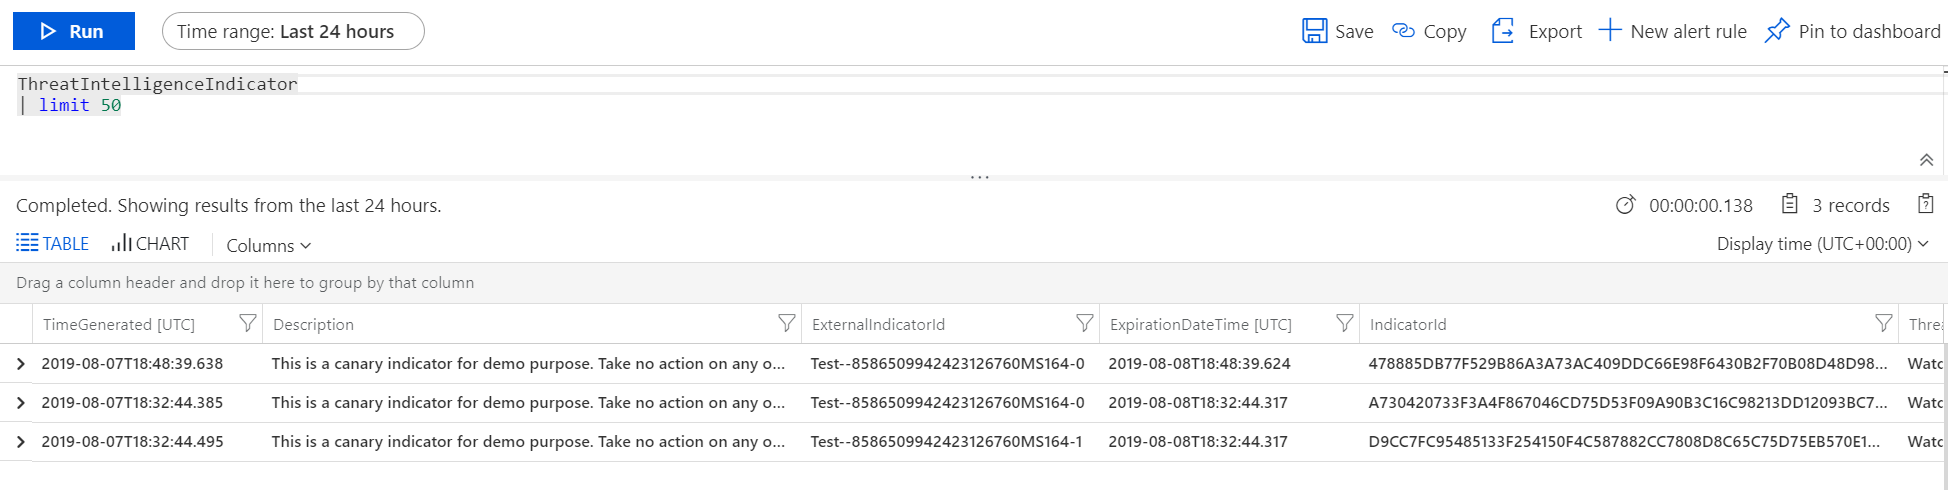 Run Time range: Last 24 hours Save Copy Export New alert rule Pin to dashboard
ThreatIntelligenceIndicator
| limit 50
...
Completed. Showing results from the last 24 hours. 00:00:00.138 3 records
TABLE CHART Columns Display time (UTC+00:00)
Drag a column header and drop it here to group by that column
TimeGenerated [UTC] Description ExternalIndicatorId ExpirationDateTime [UTC] IndicatorId Threa
2019-08-07T18:48:39.638 This is a canary indicator for demo purpose. Take no action on any o... Test--8586509942423126760MS164-0 2019-08-08T18:48:39.624 478885DB77F529B86A3A73AC409DDC66E98F6430B2F70B08D48D98... Watc
2019-08-07T18:32:44.385 This is a canary indicator for demo purpose. Take no action on any o... Test--8586509942423126760MS164-0 2019-08-08T18:32:44.317 A730420733F3A4F867046CD75D53F09A90B3C16C98213DD12093BC7... Watc
2019-08-07T18:32:44.495 This is a canary indicator for demo purpose. Take no action on any o... Test--8586509942423126760MS164-1 2019-08-08T18:32:44.317 D9CC7FC95485133F254150F4C587882CC7808D8C65C75D75EB570E1... Watc